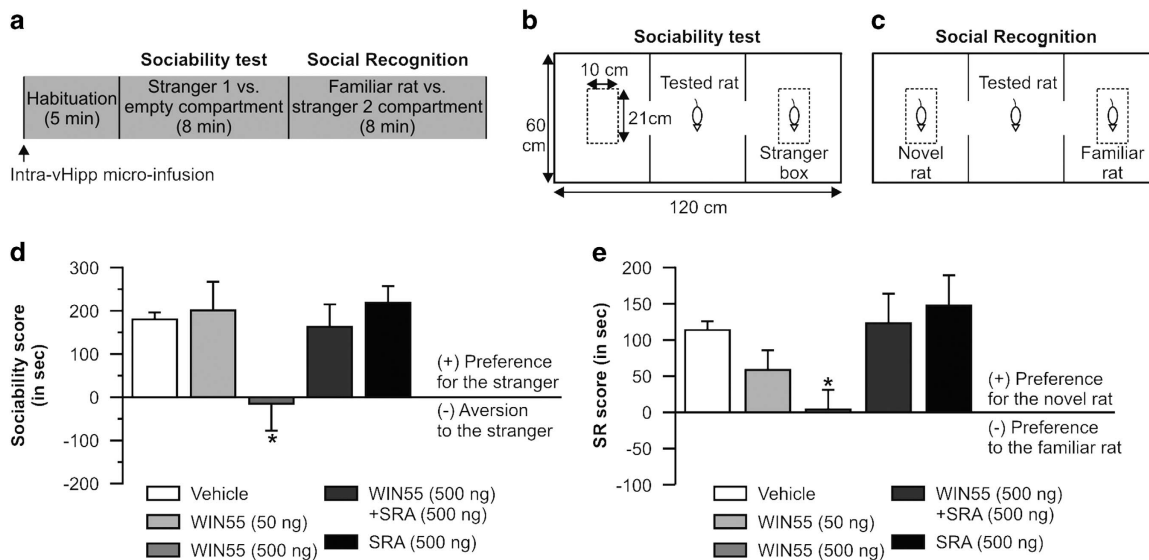 a
Sociability test
Social Recognition
Habituation
(5 min)
Stranger 1 vs.
empty compartment
(8 min)
Familiar rat vs.
stranger 2 compartment
(8 min)
Intra-vHipp micro-infusion
b
Sociability test
10 cm
Tested rat
21cm
60
cm
Stranger
box
120 cm
c
Social Recognition
Tested rat
Novel
rat
Familiar
rat
d
Sociability score
(in sec)
300
200
100
0
-100
-200
*
(+) Preference
for the stranger
(-) Aversion
to the stranger
Vehicle
WIN55 (50 ng)
WIN55 (500 ng)
WIN55 (500 ng)
+SRA (500 ng)
SRA (500 ng)
e
SR score (in sec)
200
150
100
50
0
-50
-100
*
(+) Preference
for the novel rat
(-) Preference
to the familiar rat
Vehicle
WIN55 (50 ng)
WIN55 (500 ng)
WIN55 (500 ng)
+SRA (500 ng)
SRA (500 ng)